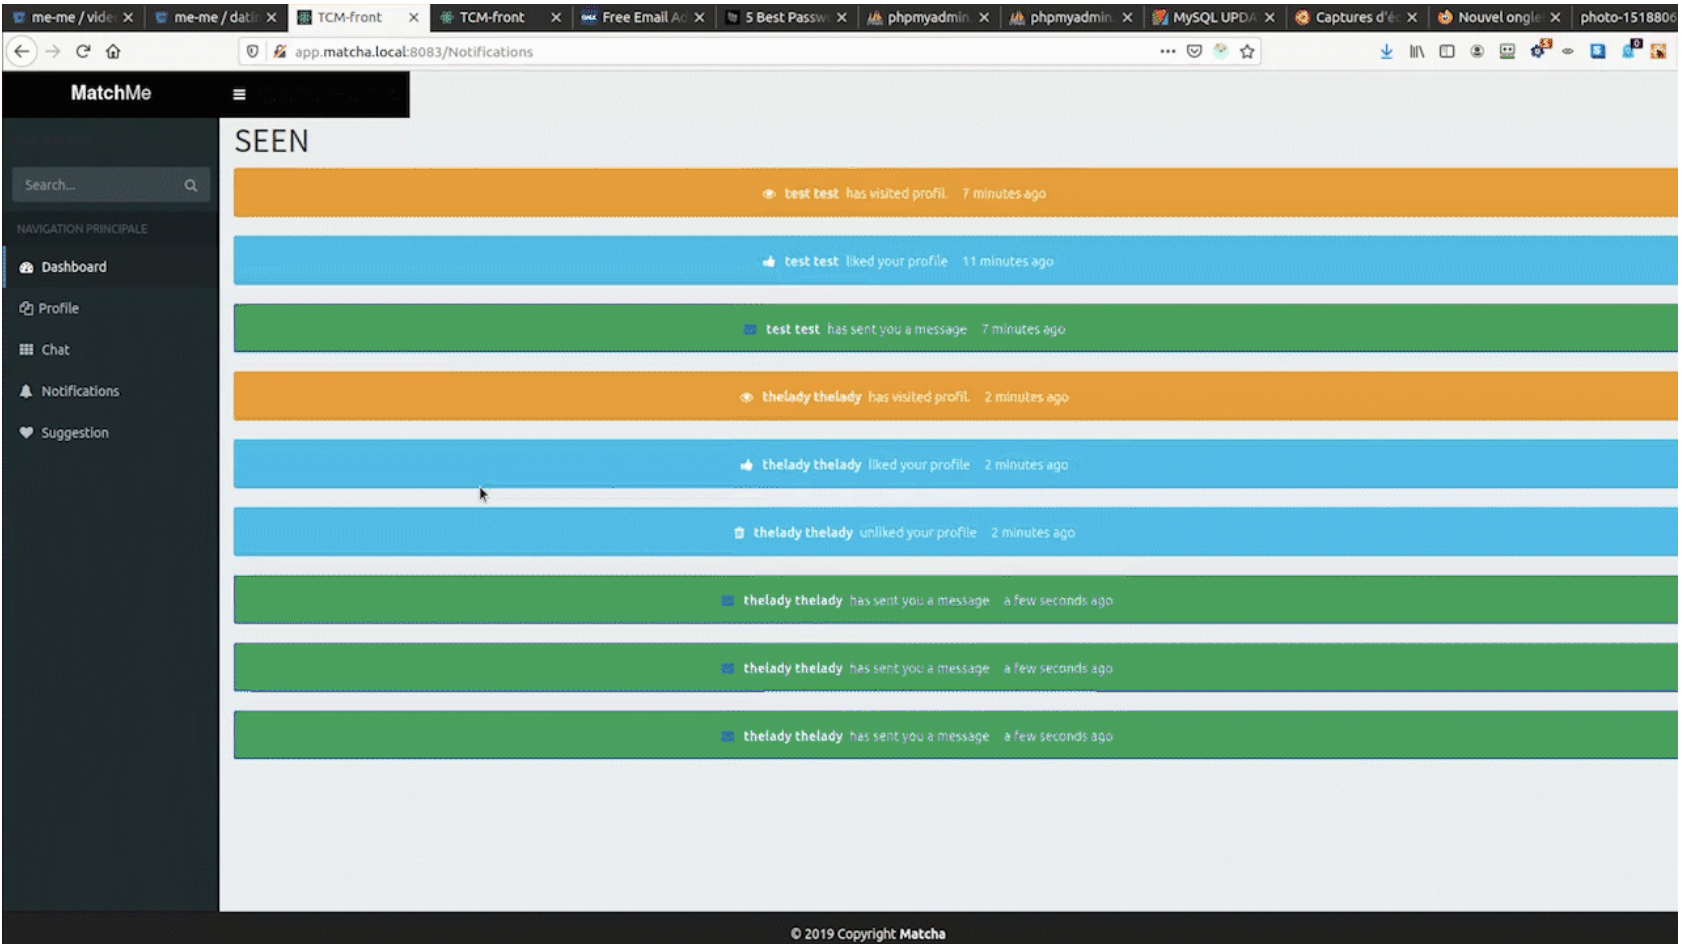 me-me / vide
me-me / datin
TCM-front
TCM-front
Free Email Ad
5 Best Passw
phpmyadmin
phpmyadmin
MySQL UPDA
Captures d'éc
Nouvel ongle
photo-1518806
app.matcha.local:8083/Notifications
MatchMe
SEEN
Search...
NAVIGATION PRINCIPALE
Dashboard
Profile
Chat
Notifications
Suggestion
test test has visited profil. 7 minutes ago
test test liked your profile 11 minutes ago
test test has sent you a message 7 minutes ago
thelady thelady has visited profil. 2 minutes ago
thelady thelady liked your profile 2 minutes ago
thelady thelady unliked your profile 2 minutes ago
thelady thelady has sent you a message a few seconds ago
thelady thelady has sent you a message a few seconds ago
thelady thelady has sent you a message a few seconds ago
© 2019 Copyright Matcha